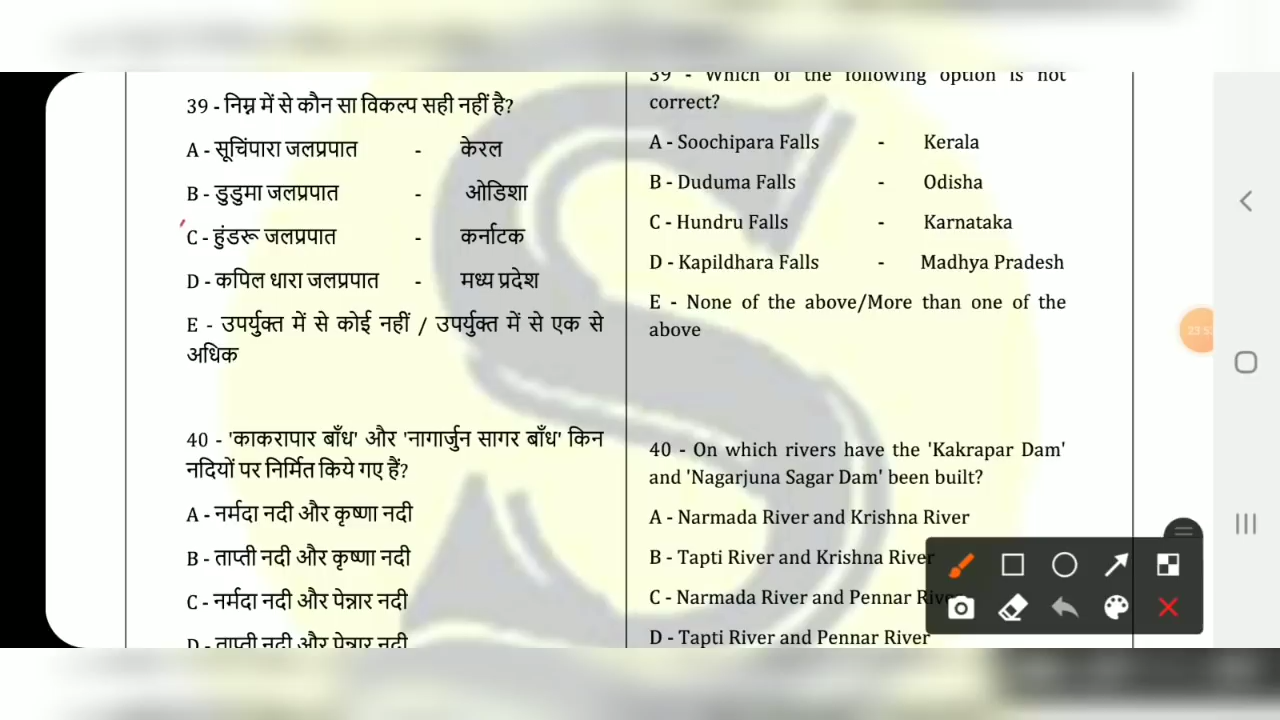 39 - निम्न में से कौन सा विकल्प सही नहीं है?
A - सूचिंपारा जलप्रपात - केरल
B - डुडुमा जलप्रपात - ओडिशा
C - हुंडरू जलप्रपात - कर्नाटक
D - कपिल धारा जलप्रपात - मध्य प्रदेश
E - उपर्युक्त में से कोई नहीं / उपर्युक्त में से एक से
अधिक
40 - 'काकरापार बाँध' और 'नागार्जुन सागर बाँध' किन
नदियों पर निर्मित किये गए हैं?
A - नर्मदा नदी और कृष्णा नदी
B - ताप्ती नदी और कृष्णा नदी
C - नर्मदा नदी और पेन्नार नदी
D - ताप्ती नदी और पेन्नार नदी
39 - Which of the following option is not
correct?
A - Soochipara Falls - Kerala
B - Duduma Falls - Odisha
C - Hundru Falls - Karnataka
D - Kapildhara Falls - Madhya Pradesh
E - None of the above/More than one of the
above
40 - On which rivers have the 'Kakrapar Dam'
and 'Nagarjuna Sagar Dam' been built?
A - Narmada River and Krishna River
B - Tapti River and Krishna River
C - Narmada River and Pennar River
D - Tapti River and Pennar River